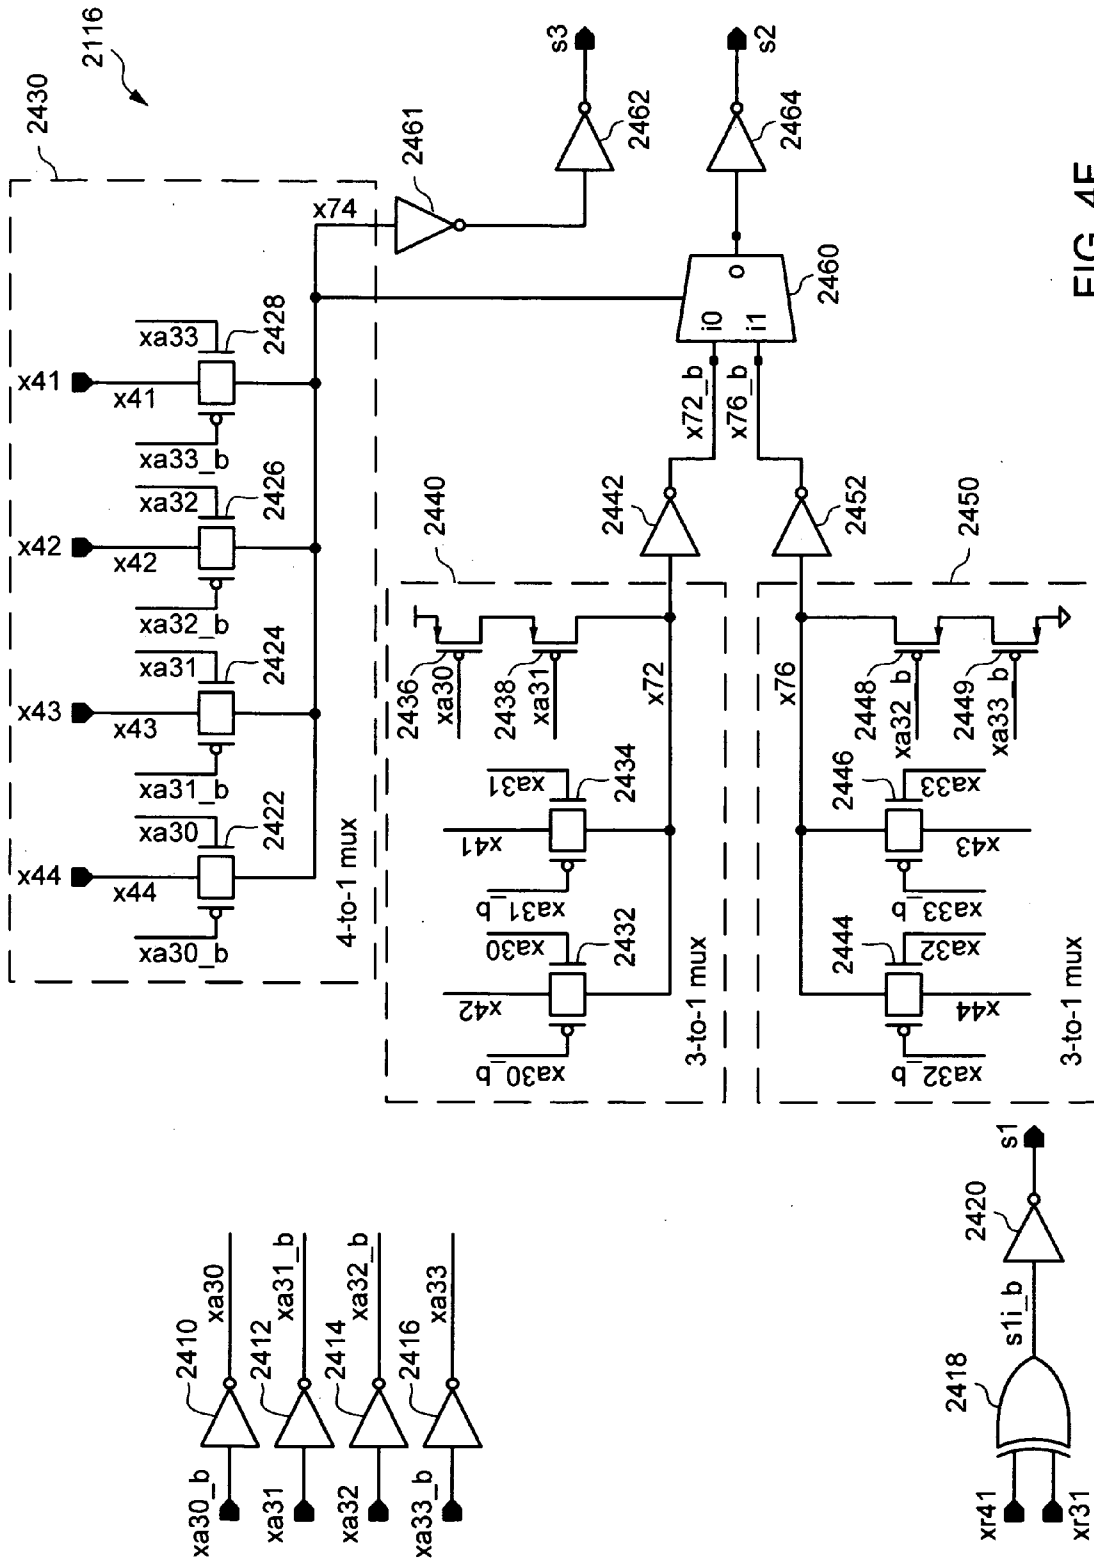 2116
2430
x44
x43
x42
x41
x44
x43
x42
x41
xa30_b
xa30
xa31_b
xa31
xa32_b
xa32
xa33_b
xa33
2422
2424
2426
2428
4-to-1 mux
x74
2461
s3
2462
2440
2436
xa30
2438
xa31
x42
x41
xa30_b
xa30
xa31_b
xa31
2432
2434
x72
3-to-1 mux
2442
x72_b
x76_b
i0
i1
O
2460
s2
2464
2450
2452
x76
2444
2446
2448
xa32_b
2449
xa33_b
xa32_b
xa32
xa33_b
xa33
x44
x43
3-to-1 mux
xa30_b
2410
xa30
xa31
2412
xa31_b
xa32
2414
xa32_b
xa33_b
2416
xa33
xr41
xr31
2418
s1i_b
2420
s1